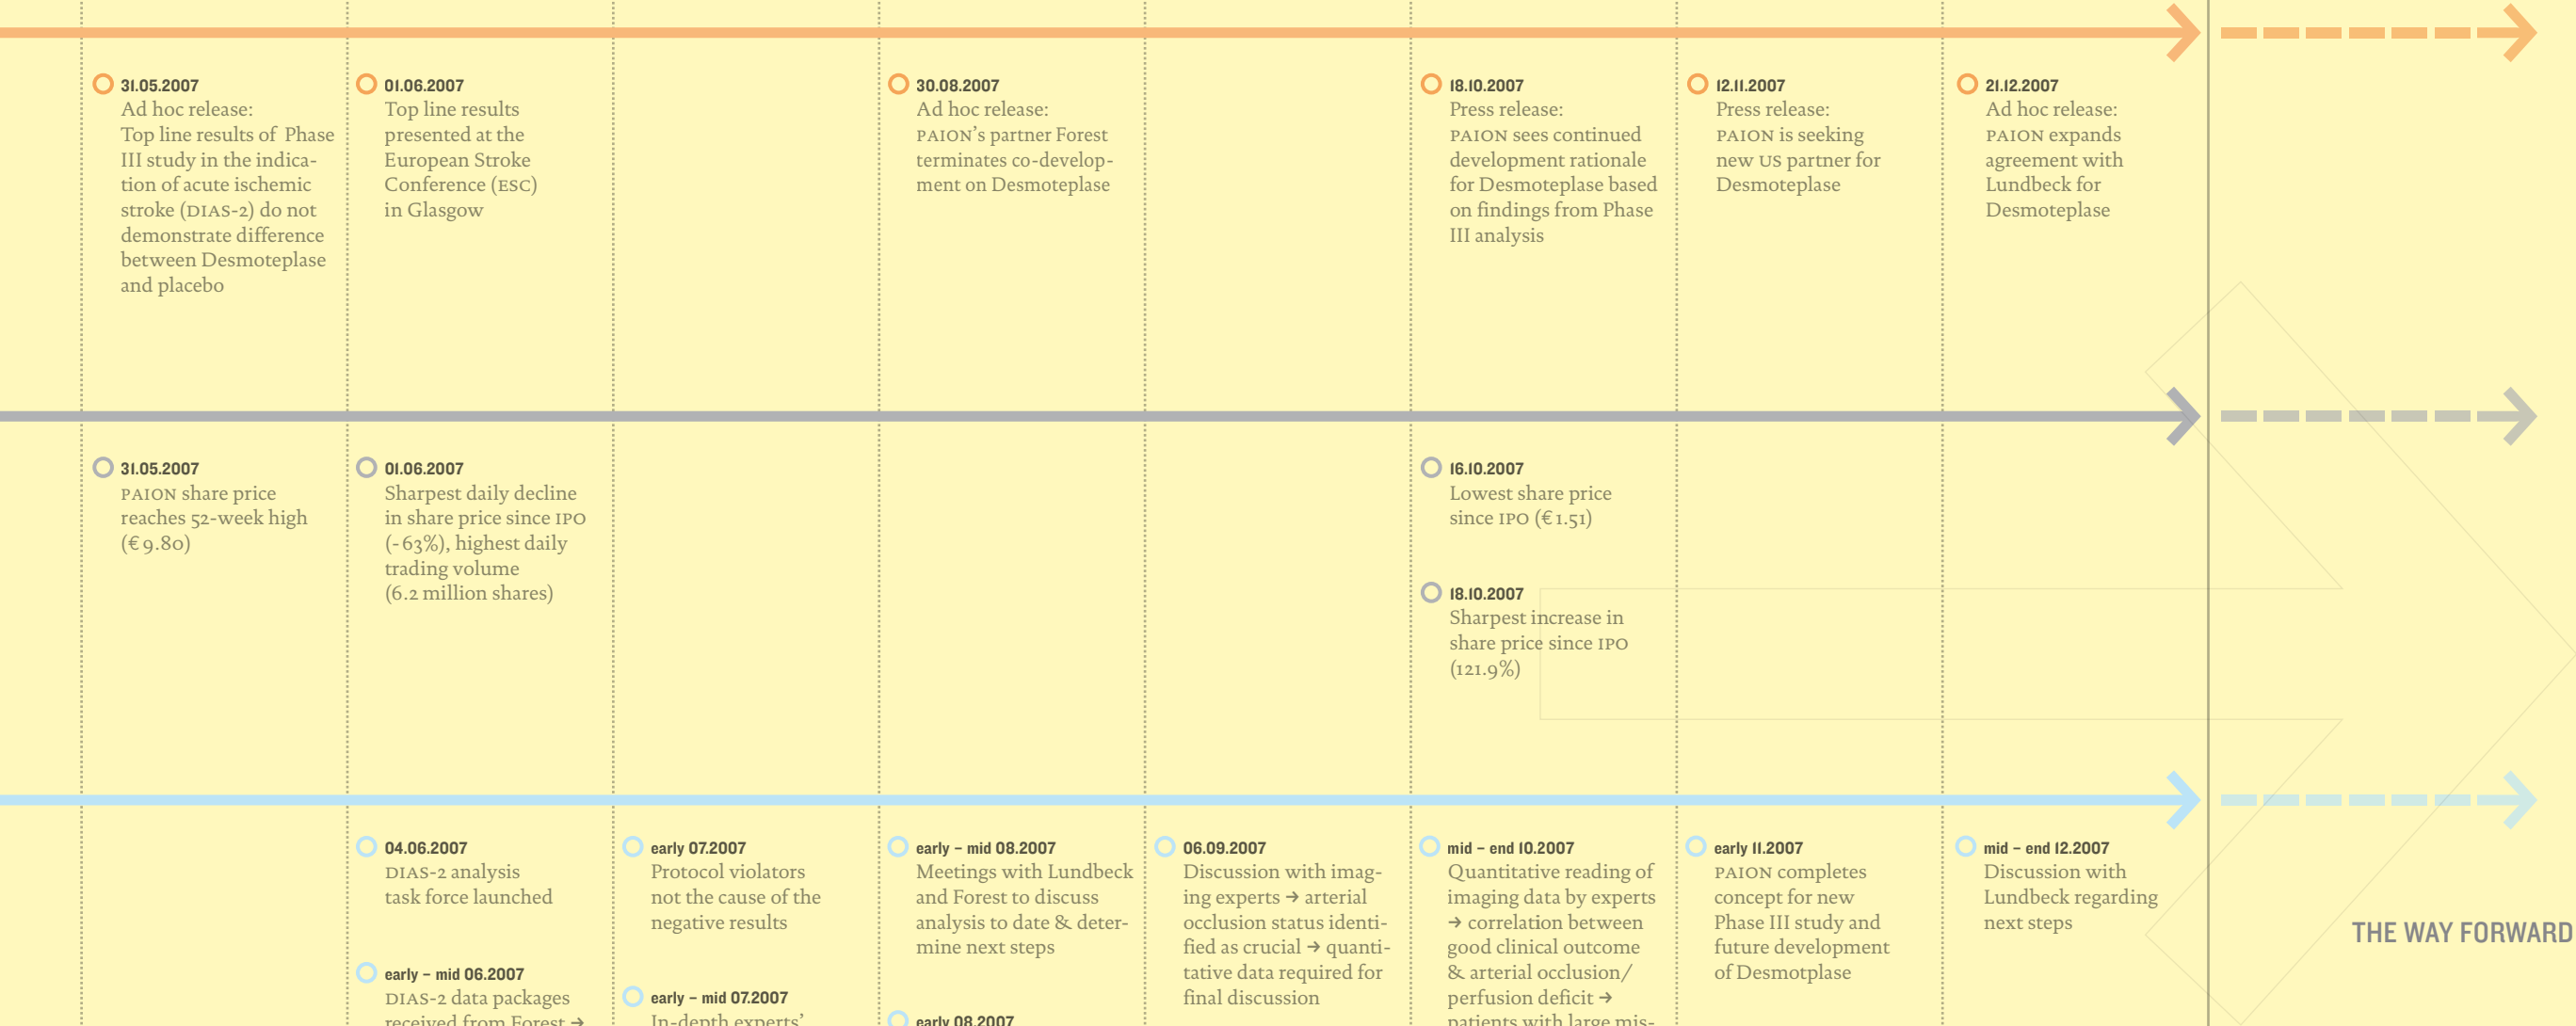 31.05.2007
Ad hoc release:
Top line results of Phase
III study in the indica-
tion of acute ischemic
stroke (DIAS-2) do not
demonstrate difference
between Desmoteplase
and placebo
01.06.2007
Top line results
presented at the
European Stroke
Conference (ESC)
in Glasgow
30.08.2007
Ad hoc release:
PAION’s partner Forest
terminates co-develop-
ment on Desmoteplase
18.10.2007
Press release:
PAION sees continued
development rationale
for Desmoteplase based
on findings from Phase
III analysis
12.11.2007
Press release:
PAION is seeking
new US partner for
Desmoteplase
21.12.2007
Ad hoc release:
PAION expands
agreement with
Lundbeck for
Desmoteplase
31.05.2007
PAION share price
reaches 52-week high
(€ 9.80)
01.06.2007
Sharpest daily decline
in share price since IPO
(- 63%), highest daily
trading volume
(6.2 million shares)
16.10.2007
Lowest share price
since IPO (€ 1.51)
18.10.2007
Sharpest increase in
share price since IPO
(121.9%)
04.06.2007
DIAS-2 analysis
task force launched
early – mid 06.2007
DIAS-2 data packages
received from Forest →
early 07.2007
Protocol violators
not the cause of the
negative results
early – mid 07.2007
In-depth experts’
early – mid 08.2007
Meetings with Lundbeck
and Forest to discuss
analysis to date & deter-
mine next steps
early 08.2007
06.09.2007
Discussion with imag-
ing experts → arterial
occlusion status identi-
fied as crucial → quanti-
tative data required for
final discussion
mid – end 10.2007
Quantitative reading of
imaging data by experts
→ correlation between
good clinical outcome
& arterial occlusion/
perfusion deficit →
patients with large mis-
early 11.2007
PAION completes
concept for new
Phase III study and
future development
of Desmotplase
mid – end 12.2007
Discussion with
Lundbeck regarding
next steps
THE WAY FORWARD